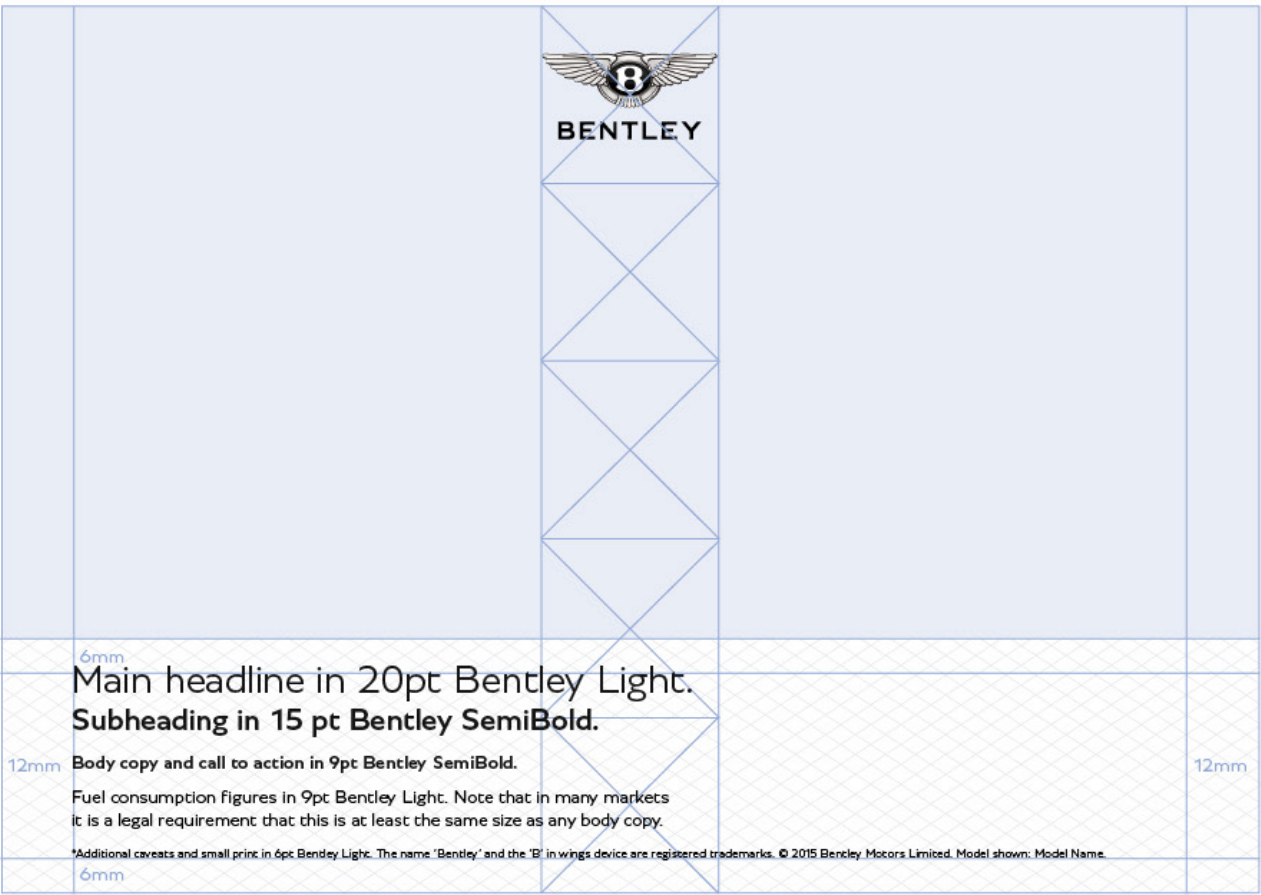 B
BENTLEY
6mm
Main headline in 20pt Bentley Light.
Subheading in 15 pt Bentley SemiBold.
12mm
Body copy and call to action in 9pt Bentley SemiBold.
12mm
Fuel consumption figures in 9pt Bentley Light. Note that in many markets
it is a legal requirement that this is at least the same size as any body copy.
*Additional caveats and small print in 6pt Bentley Light. The name ‘Bentley’ and the ‘B’ in wings device are registered trademarks. © 2015 Bentley Motors Limited. Model shown: Model Name.
6mm